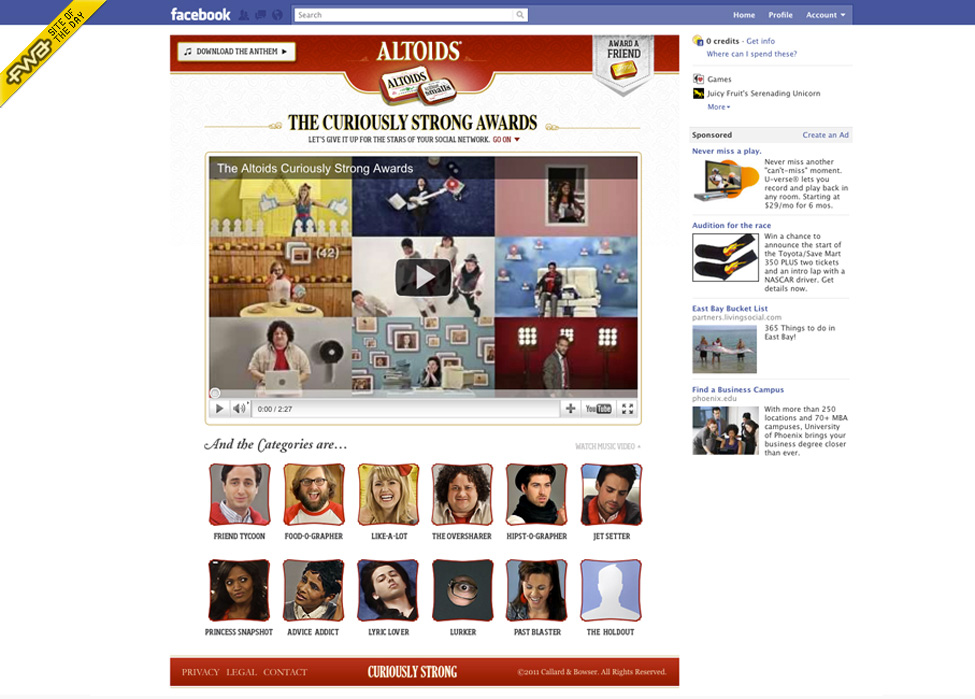 FWA SITE OF THE DAY
facebook
Search
Home Profile Account
DOWNLOAD THE ANTHEM
ALTOIDS®
AWARD A
FRIEND
ALTOIDS
smalls
THE CURIOUSLY STRONG AWARDS
LET'S GIVE IT UP FOR THE STARS OF YOUR SOCIAL NETWORK. GO ON
The Altoids Curiously Strong Awards
(42)
0:00 / 2:27
YouTube
And the Categories are...
WATCH MUSIC VIDEO »
FRIEND TYCOON FOOD-O-GRAPHER LIKE-A-LOT THE OVERSHARER HIPST-O-GRAPHER JET SETTER
PRINCESS SNAPSHOT ADVICE ADDICT LYRIC LOVER LURKER PAST BLASTER THE HOLDOUT
PRIVACY LEGAL CONTACT CURIOUSLY STRONG ©2011 Callard & Bowser. All Rights Reserved.
0 credits - Get info
Where can I spend these?
Games
Juicy Fruit's Serenading Unicorn
More
Sponsored Create an Ad
Never miss a play.
Never miss another
"can't-miss" moment.
U-verse® lets you
record and play back in
any room. Starting at
$29/mo for 6 mos.
Audition for the race
Win a chance to
announce the start of
the Toyota/Save Mart
350 PLUS two tickets
and an intro lap with a
NASCAR driver. Get
details now.
East Bay Bucket List
partners.livingsocial.com
365 Things to do in
East Bay!
Find a Business Campus
phoenix.edu
With more than 250
locations and 70+ MBA
campuses, University
of Phoenix brings your
business degree closer
than ever.